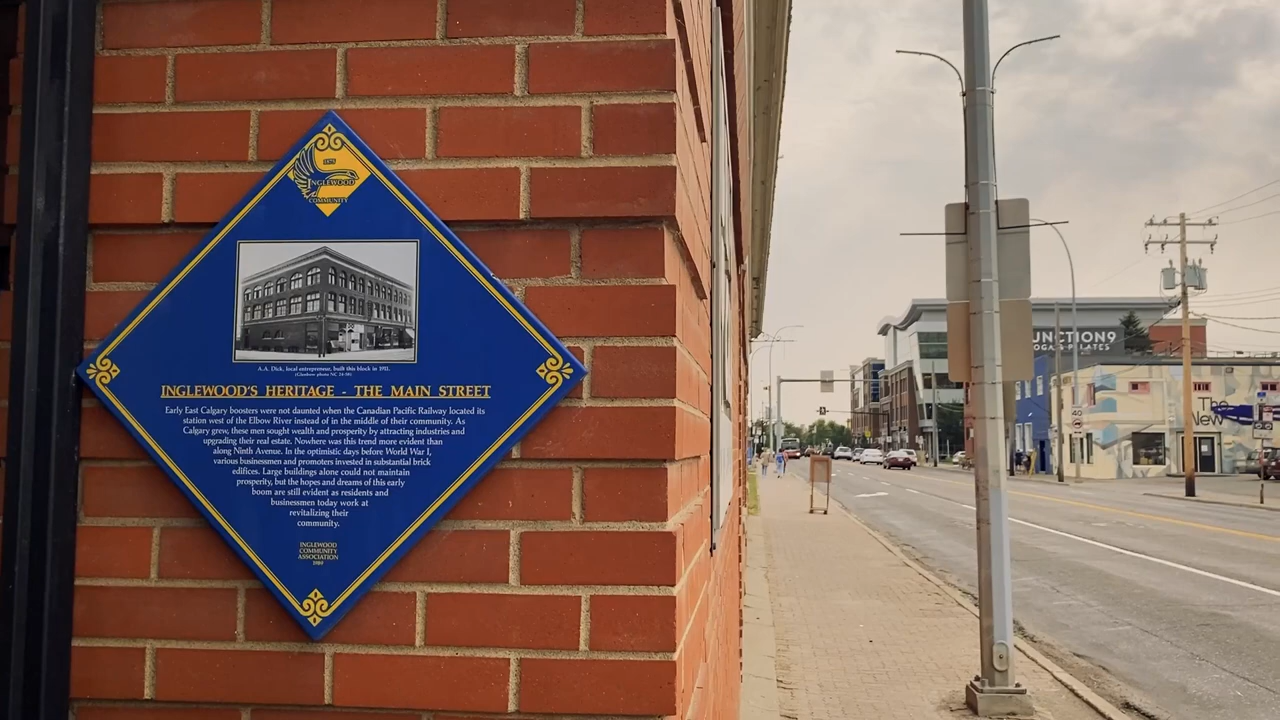 1875
INGLEWOOD
COMMUNITY
A.A. Dick, local entrepreneur, built this block in 1911.
(Glenbow photo NC 24-98)
INGLEWOOD'S HERITAGE - THE MAIN STREET
Early East Calgary boosters were not daunted when the Canadian Pacific Railway located its
station west of the Elbow River instead of in the middle of their community. As
Calgary grew, these men sought wealth and prosperity by attracting industries and
upgrading their real estate. Nowhere was this trend more evident than
along Ninth Avenue. In the optimistic days before World War I,
various businessmen and promoters invested in substantial brick
edifices. Large buildings alone could not maintain
prosperity, but the hopes and dreams of this early
boom are still evident as residents and
businessmen today work at
revitalizing their
community.
INGLEWOOD
COMMUNITY
ASSOCIATION
1989
JUNCTION9
YOGA & PILATES
40
The
New